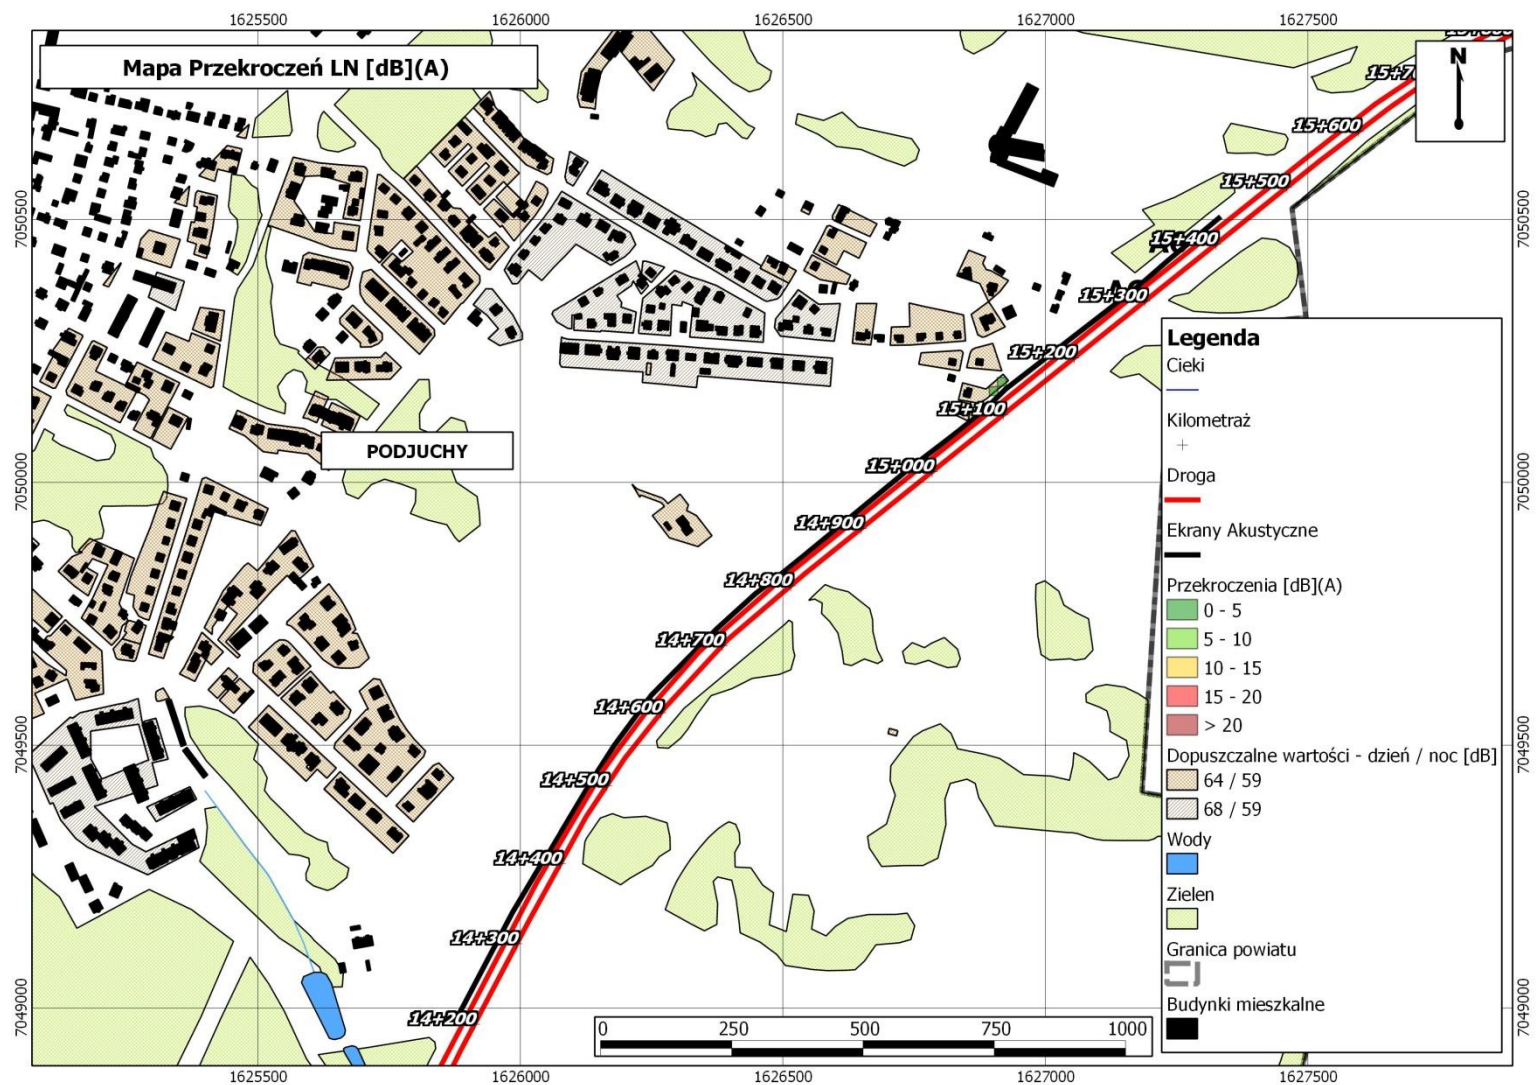 1625500 1626000 1626500 1627000 1627500
Mapa Przekroczeń LN [dB](A)
N
15+600
15+500
7050500 7050500
15+400
15+300
15+200
15+100
Legenda
Cieki
Kilometraż
Droga
Ekrany Akustyczne
Przekroczenia [dB](A)
0 - 5
5 - 10
10 - 15
15 - 20
> 20
Dopuszczalne wartości - dzień / noc [dB]
64 / 59
68 / 59
Wody
Zielen
Granica powiatu
Budynki mieszkalne
PODJUCHY
15+000
7050000 7050000
14+900
14+800
14+700
14+600
7049500 7049500
14+500
14+400
14+300
14+200
7049000 7049000
0 250 500 750 1000
1625500 1626000 1626500 1627000 1627500